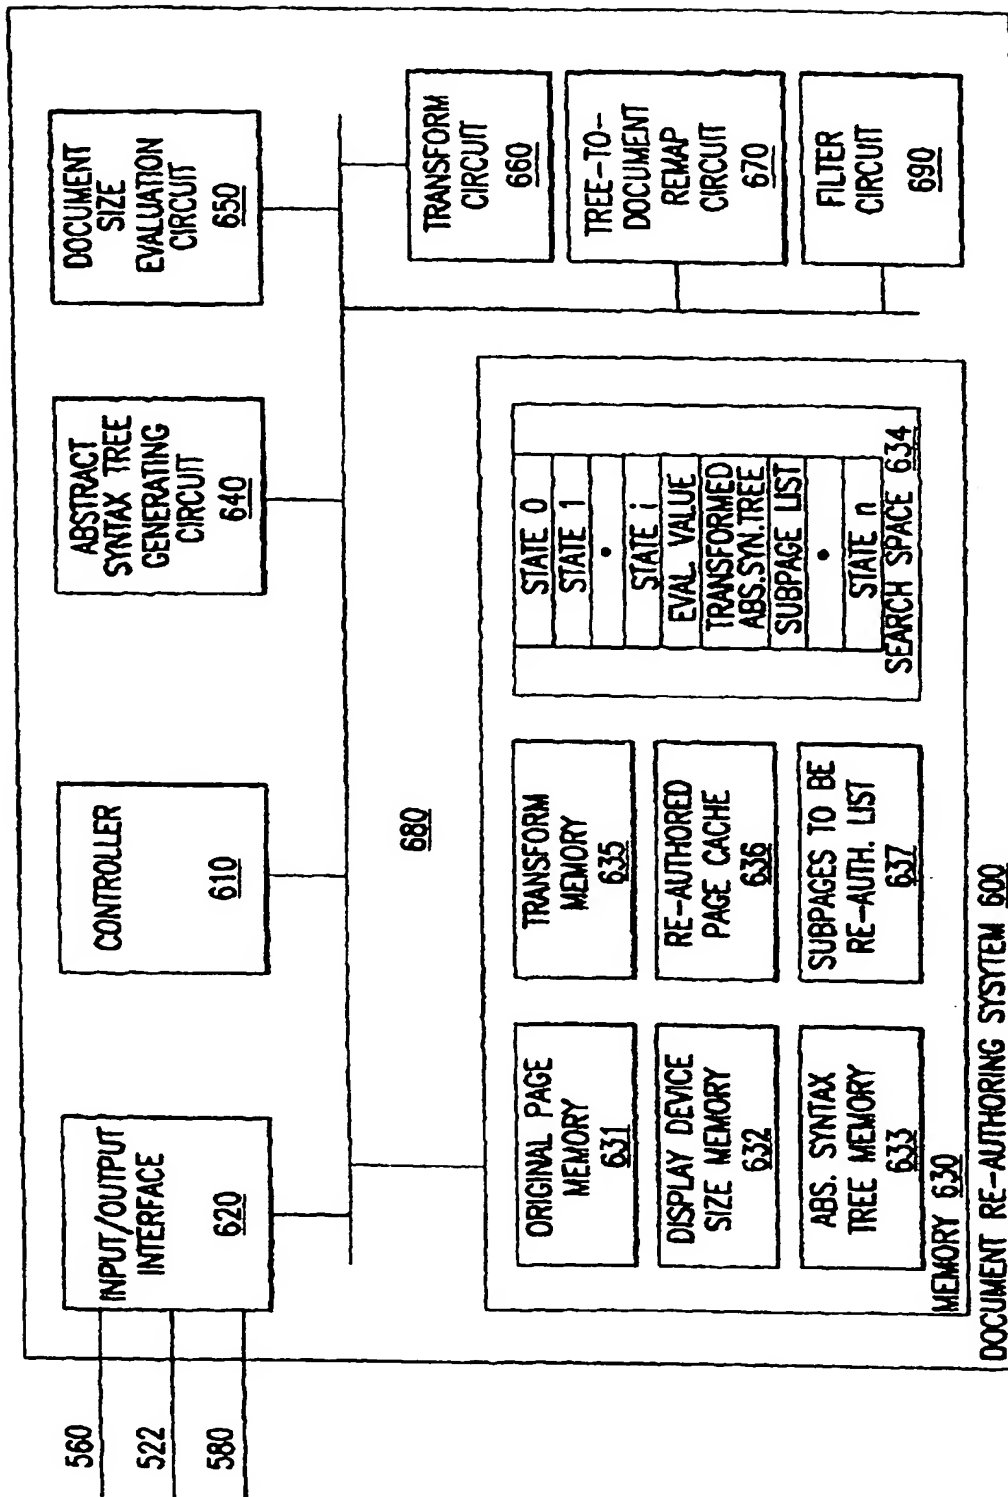 560
522
580
INPUT/OUTPUT
INTERFACE
620
CONTROLLER
610
ABSTRACT
SYNTAX TREE
GENERATING
CIRCUIT
640
DOCUMENT
SIZE
EVALUATION
CIRCUIT
650
680
TRANSFORM
CIRCUIT
660
TREE-TO-
DOCUMENT
REMAP
CIRCUIT
670
FILTER
CIRCUIT
690
ORIGINAL PAGE
MEMORY
631
DISPLAY DEVICE
SIZE MEMORY
632
ABS. SYNTAX
TREE MEMORY
633
TRANSFORM
MEMORY
635
RE-AUTHORED
PAGE CACHE
636
SUBPAGES TO BE
RE-AUTH. LIST
637
STATE 0
STATE 1
•
STATE i
EVAL. VALUE
TRANSFORMED
ABS.SYN.TREE
SUBPAGE LIST
•
STATE n
SEARCH SPACE 634
MEMORY 630
DOCUMENT RE-AUTHORING SYSYTEM 600